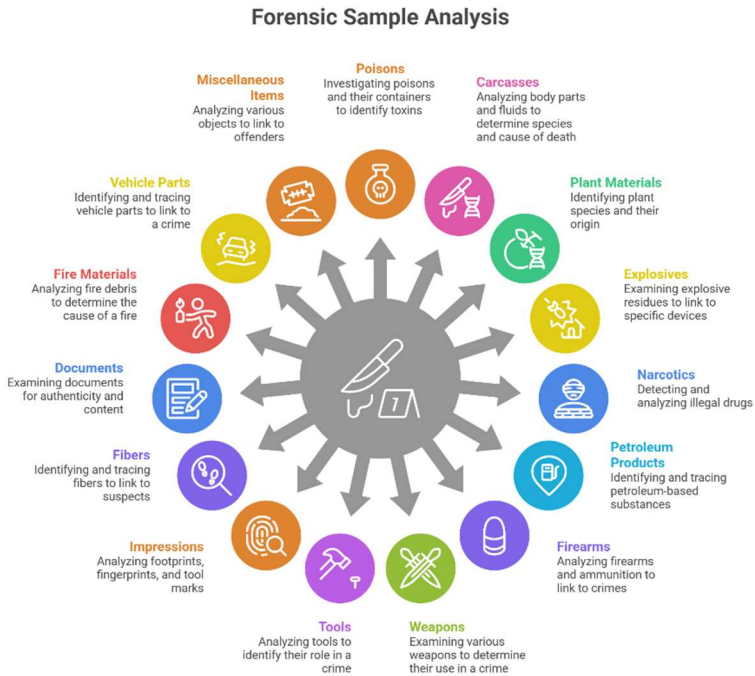 Forensic Sample Analysis
Poisons
Investigating poisons
and their containers
to identify toxins
Carcasses
Analyzing body parts
and fluids to
determine species
and cause of death
Plant Materials
Identifying plant
species and their
origin
Explosives
Examining explosive
residues to link to
specific devices
Narcotics
Detecting and
analyzing illegal drugs
Petroleum
Products
Identifying and tracing
petroleum-based
substances
Firearms
Analyzing firearms
and ammunition to
link to crimes
Weapons
Examining various
weapons to determine
their use in a crime
Tools
Analyzing tools to
identify their role in a
crime
Impressions
Analyzing footprints,
fingerprints, and tool
marks
Fibers
Identifying and tracing
fibers to link to
suspects
Documents
Examining documents
for authenticity and
content
Fire Materials
Analyzing fire debris
to determine the
cause of a fire
Vehicle Parts
Identifying and tracing
vehicle parts to link to
a crime
Miscellaneous
Items
Analyzing various
objects to link to
offenders
1